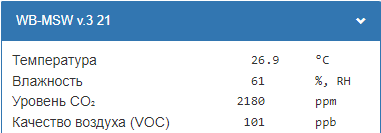 WB-MSW v.3 21
Температура 26.9 °C
Влажность 61 %, RH
Уровень CO₂ 2180 ppm
Качество воздуха (VOC) 101 ppb